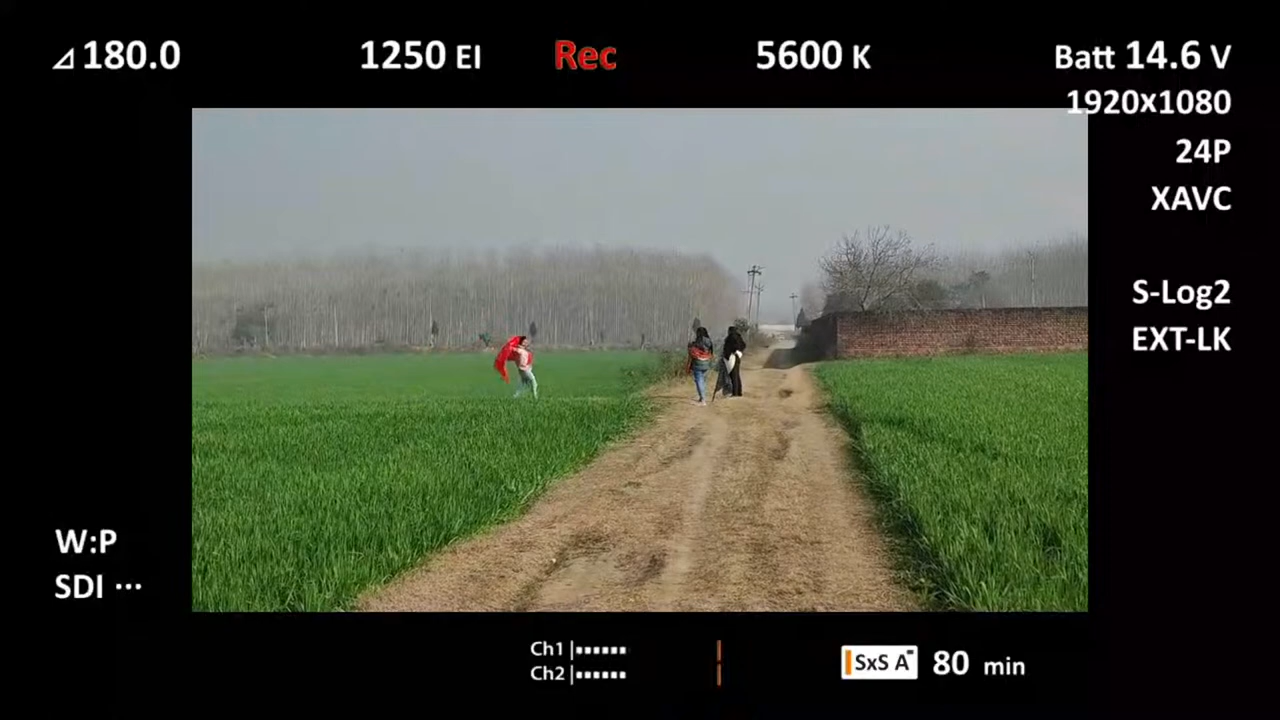 ⊿180.0 1250 EI Rec 5600 K Batt 14.6 V
1920x1080
24P
XAVC
S-Log2
EXT-LK
W:P
SDI ···
Ch1
Ch2
SxS A 80 min